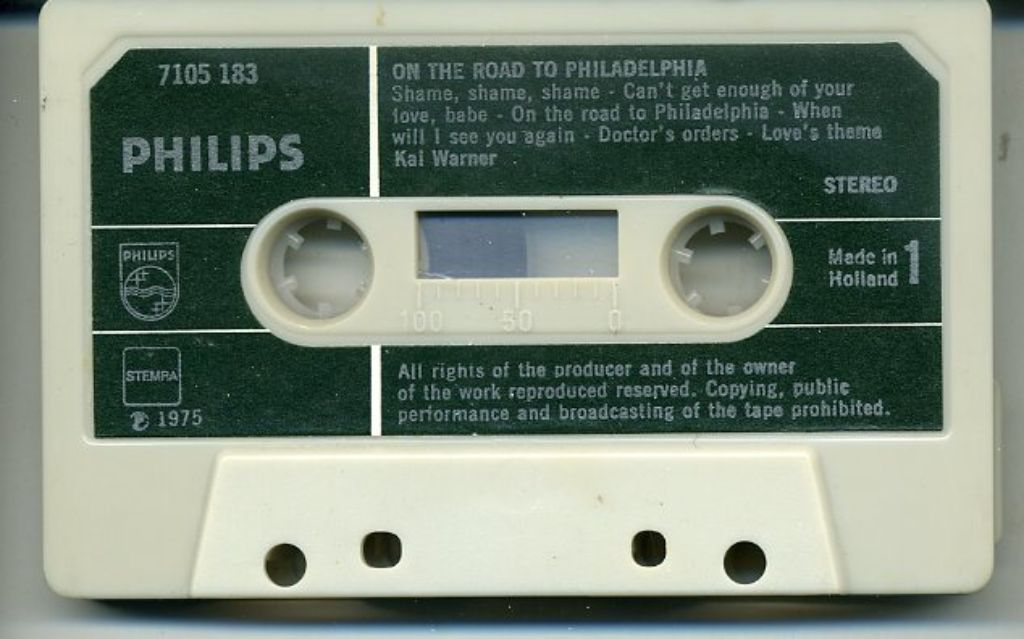 7105 183
PHILIPS
ON THE ROAD TO PHILADELPHIA
Shame, shame, shame - Can't get enough of your
love, babe - On the road to Philadelphia - When
will I see you again - Doctor's orders - Love's theme
Kai Warner
STEREO
PHILIPS
Made in
Holland
1
100 50 0
STEMRA
℗ 1975
All rights of the producer and of the owner
of the work reproduced reserved. Copying, public
performance and broadcasting of the tape prohibited.